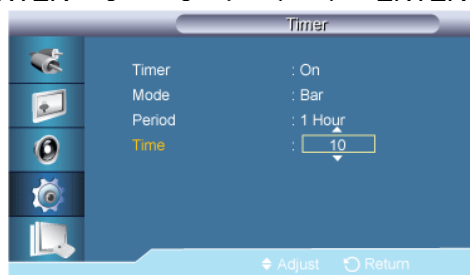 Timer
Timer : On
Mode : Bar
Period : 1 Hour
Time : 10
Adjust Return